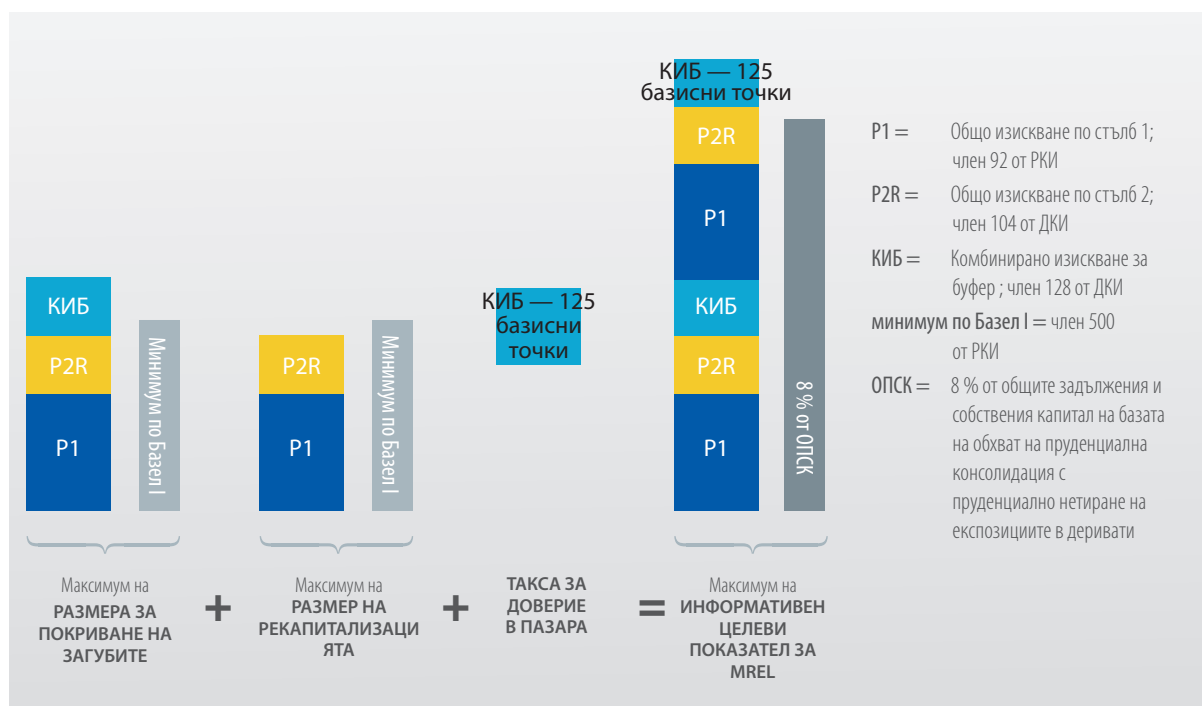 КИБ
P2R
P1
Минимум по Базел I
P2R
P1
Минимум по Базел I
КИБ — 125
базисни
точки
КИБ — 125
базисни точки
P2R
P1
КИБ
P2R
P1
8 % от ОПСК
Максимум на
РАЗМЕРА ЗА
ПОКРИВАНЕ НА
ЗАГУБИТЕ
+
Максимум на
РАЗМЕР НА
РЕКАПИТАЛИЗАЦИ
ЯТА
+
ТАКСА ЗА
ДОВЕРИЕ
В ПАЗАРА
=
Максимум на
ИНФОРМАТИВЕН
ЦЕЛЕВИ
ПОКАЗАТЕЛ ЗА
MREL
P1 = Общо изискване по стълб 1;
член 92 от РКИ
P2R = Общо изискване по стълб 2;
член 104 от ДКИ
КИБ = Комбинирано изискване за
буфер ; член 128 от ДКИ
минимум по Базел I = член 500
от РКИ
ОПСК = 8 % от общите задължения и
собствения капитал на базата
на обхват на пруденциална
консолидация с
пруденциално нетиране на
експозициите в деривати